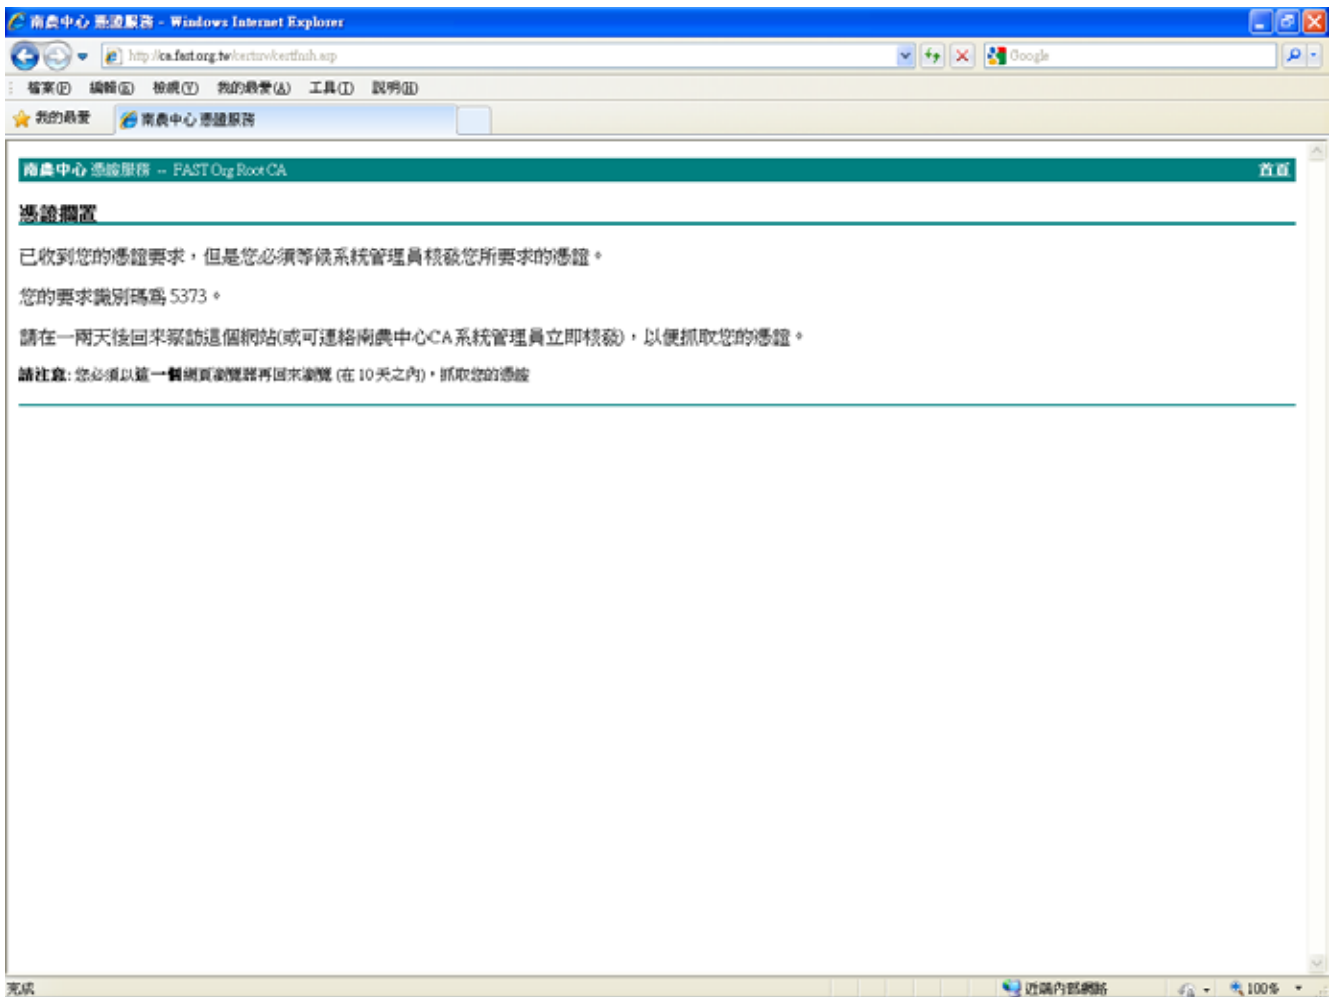 南農中心 憑證服務 - Windows Internet Explorer
http://ca.fast.org.tw/certsrv/certfnsh.asp
Google
檔案(F) 編輯(E) 檢視(V) 我的最愛(A) 工具(T) 說明(H)
我的最愛 南農中心 憑證服務
南農中心 憑證服務 -- FAST Org Root CA 首頁
憑證擱置
已收到您的憑證要求，但是您必須等候系統管理員核發您所要求的憑證。
您的要求識別碼為 5373。
請在一兩天後回來察訪這個網站(或可連絡南農中心CA系統管理員立即核發)，以便抓取您的憑證。
請注意: 您必須以這一個網頁瀏覽器再回來瀏覽 (在 10 天之內)，抓取您的憑證
完成 近端內部網路 100%